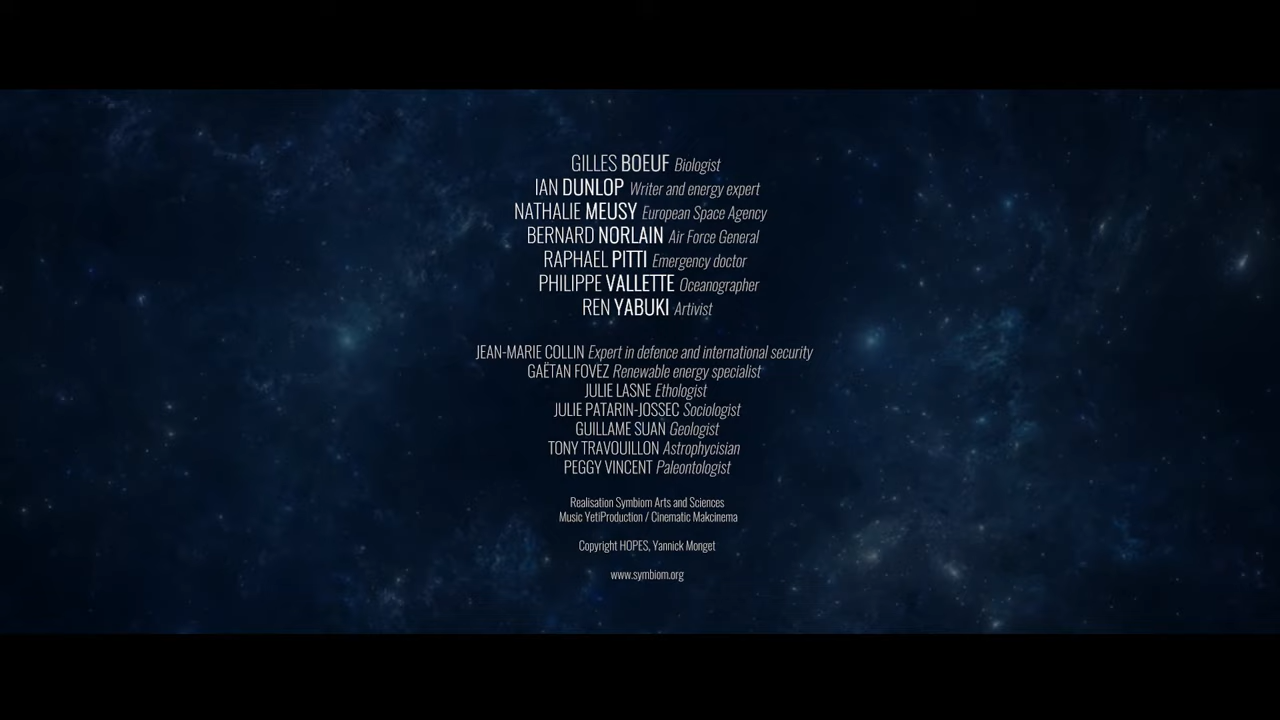 GILLES BOEUF Biologist
IAN DUNLOP Writer and energy expert
NATHALIE MEUSY European Space Agency
BERNARD NORLAIN Air Force General
RAPHAEL PITTI Emergency doctor
PHILIPPE VALLETTE Oceanographer
REN YABUKI Artivist
JEAN-MARIE COLLIN Expert in defence and international security
GAËTAN FOVEZ Renewable energy specialist
JULIE LASNE Ethologist
JULIE PATARIN-JOSSEC Sociologist
GUILLAME SUAN Geologist
TONY TRAVOUILLON Astrophycisian
PEGGY VINCENT Paleontologist
Realisation Symbiom Arts and Sciences
Music YetiProduction / Cinematic Makcinema
Copyright HOPES, Yannick Monget
www.symbiom.org